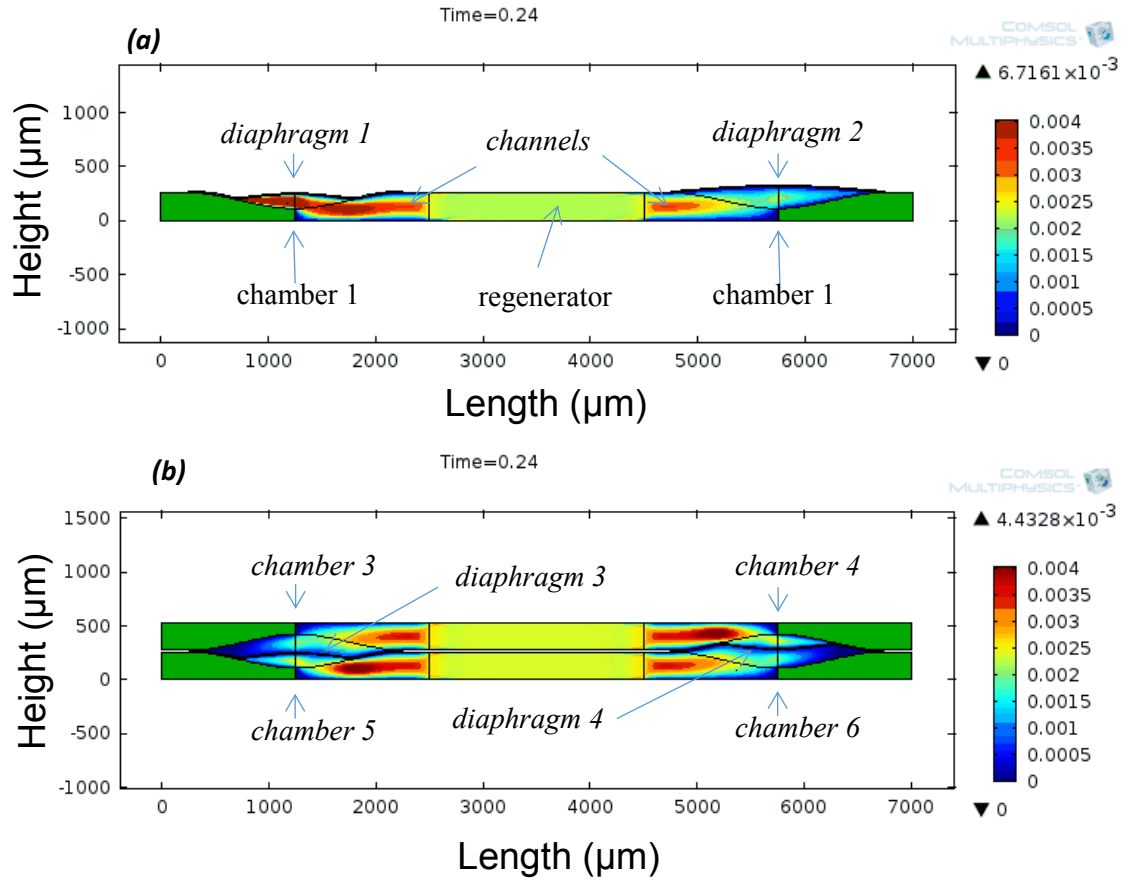 Time=0.24
(a)
COMSOL
MULTIPHYSICS
▲ 6.7161×10⁻³
Height (µm)
1000
500
0
-500
-1000
diaphragm 1
channels
diaphragm 2
chamber 1
regenerator
chamber 1
0.004
0.0035
0.003
0.0025
0.002
0.0015
0.001
0.0005
0
▼ 0
0 1000 2000 3000 4000 5000 6000 7000
Length (µm)
Time=0.24
(b)
COMSOL
MULTIPHYSICS
▲ 4.4328×10⁻³
Height (µm)
1500
1000
500
0
-500
-1000
chamber 3
diaphragm 3
chamber 4
chamber 5
diaphragm 4
chamber 6
0.004
0.0035
0.003
0.0025
0.002
0.0015
0.001
0.0005
0
▼ 0
0 1000 2000 3000 4000 5000 6000 7000
Length (µm)